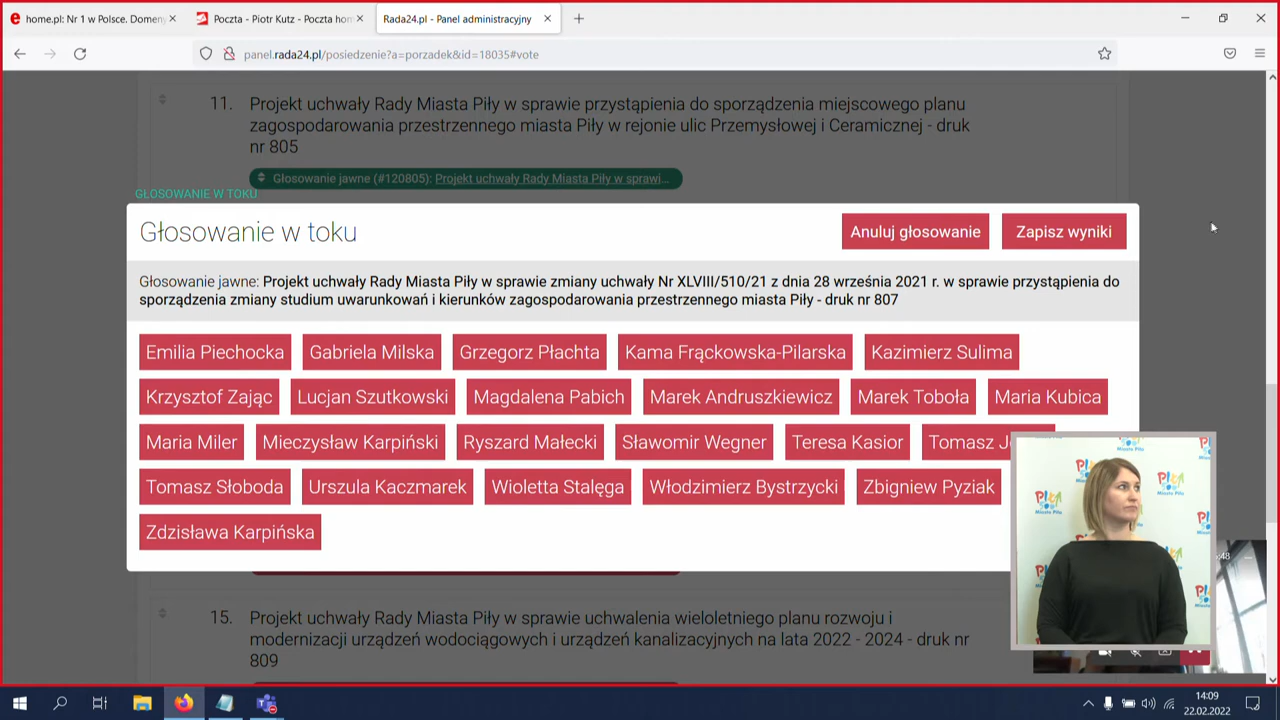 home.pl: Nr 1 w Polsce. Domeny
Poczta - Piotr Kutz - Poczta hom
Rada24.pl - Panel administracyjny
panel.rada24.pl/posiedzenie?a=porzadek&id=18035#vote
11. Projekt uchwały Rady Miasta Piły w sprawie przystąpienia do sporządzenia miejscowego planu
zagospodarowania przestrzennego miasta Piły w rejonie ulic Przemysłowej i Ceramicznej - druk
nr 805
Głosowanie jawne (#120805): Projekt uchwały Rady Miasta Piły w sprawi...
GŁOSOWANIE W TOKU
Głosowanie w toku
Anuluj głosowanie
Zapisz wyniki
Głosowanie jawne: Projekt uchwały Rady Miasta Piły w sprawie zmiany uchwały Nr XLVIII/510/21 z dnia 28 września 2021 r. w sprawie przystąpienia do
sporządzenia zmiany studium uwarunkowań i kierunków zagospodarowania przestrzennego miasta Piły - druk nr 807
Emilia Piechocka Gabriela Milska Grzegorz Płachta Kama Frąckowska-Pilarska Kazimierz Sulima
Krzysztof Zając Lucjan Szutkowski Magdalena Pabich Marek Andruszkiewicz Marek Toboła Maria Kubica
Maria Miler Mieczysław Karpiński Ryszard Małecki Sławomir Wegner Teresa Kasior Tomasz
Tomasz Słoboda Urszula Kaczmarek Wioletta Stalęga Włodzimierz Bystrzycki Zbigniew Pyziak
Zdzisława Karpińska
PIŁA
Miasto Piła
15. Projekt uchwały Rady Miasta Piły w sprawie uchwalenia wieloletniego planu rozwoju i
modernizacji urządzeń wodociągowych i urządzeń kanalizacyjnych na lata 2022 - 2024 - druk nr
809
14:09
22.02.2022